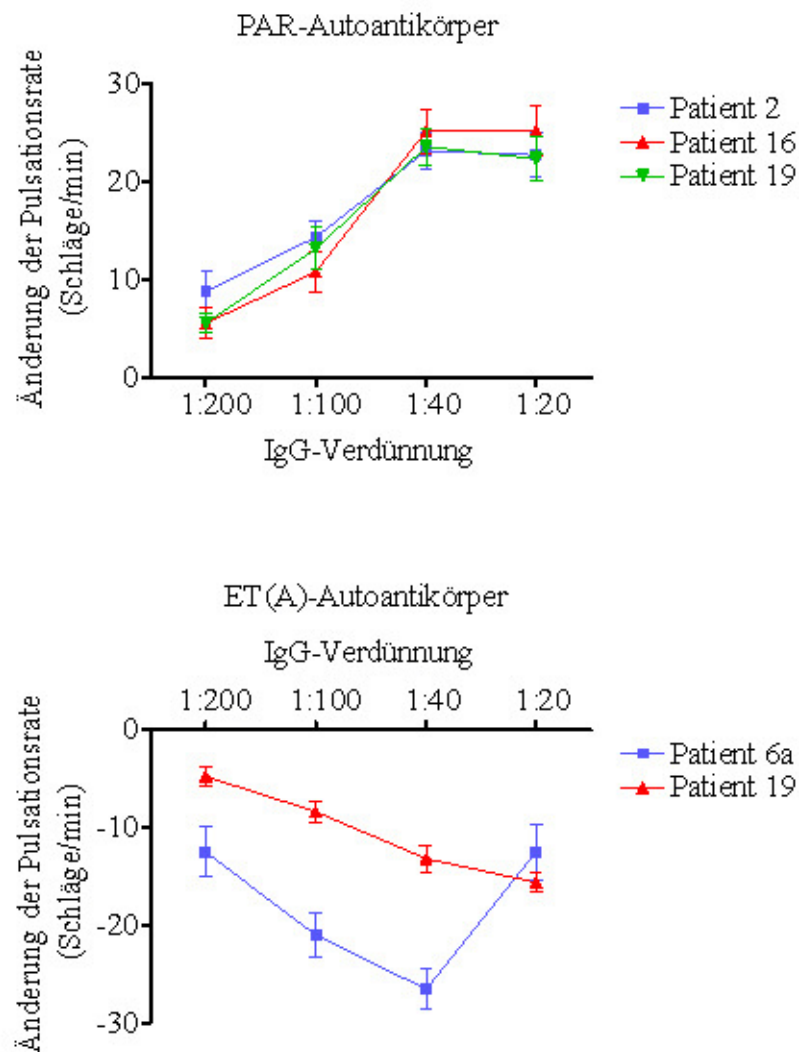 PAR-Autoantikörper
Änderung der Pulsationsrate
(Schläge/min)
30
20
10
0
1:200 1:100 1:40 1:20
IgG-Verdünnung
Patient 2
Patient 16
Patient 19
ET(A)-Autoantikörper
IgG-Verdünnung
1:200 1:100 1:40 1:20
Änderung der Pulsationsrate
(Schläge/min)
0
-10
-20
-30
Patient 6a
Patient 19